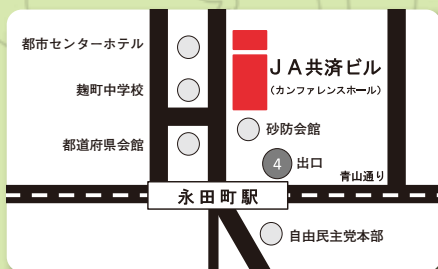 都市センターホテル
麹町中学校
都道府県会館
JA共済ビル
(カンファレンスホール)
砂防会館
4 出口
青山通り
永田町駅
自由民主党本部